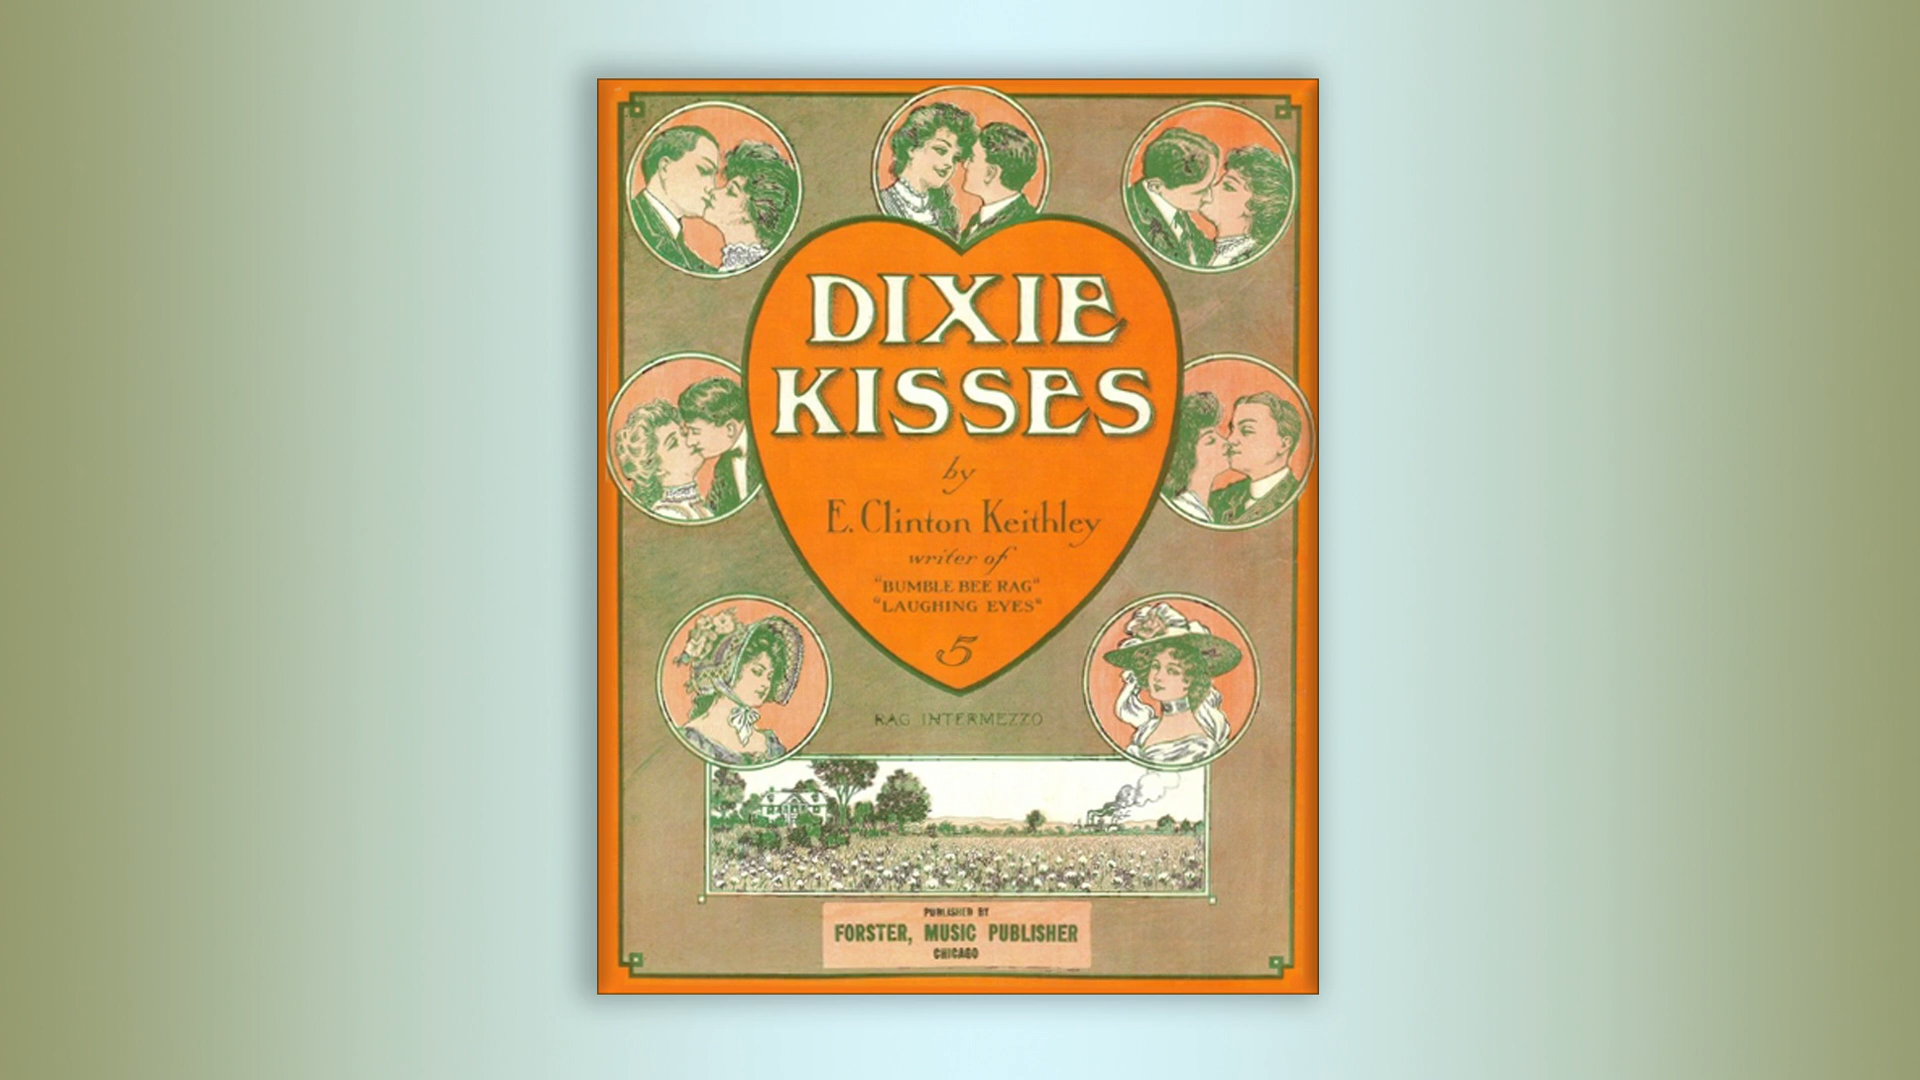 DIXIE
KISSES
by
E. Clinton Keithley
writer of
"BUMBLE BEE RAG"
"LAUGHING EYES"
5
RAG INTERMEZZO
PUBLISHED BY
FORSTER, MUSIC PUBLISHER
CHICAGO